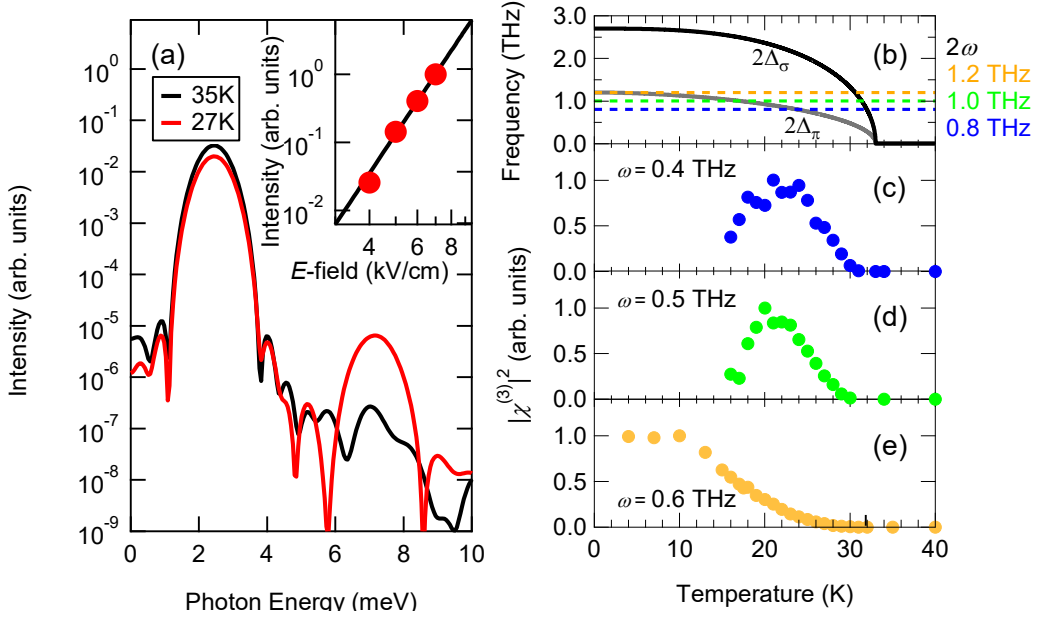 (a)
35K
27K
Intensity (arb. units)
10⁰
10⁻¹
10⁻²
10⁻³
10⁻⁴
10⁻⁵
10⁻⁶
10⁻⁷
10⁻⁸
10⁻⁹
0 2 4 6 8 10
Photon Energy (meV)
Intensity (arb. units)
10⁰
10⁻¹
10⁻²
4 5 6 7 8
E-field (kV/cm)
(b)
Frequency (THz)
3.0
2.0
1.0
0.0
2Δσ
2Δπ
2ω
1.2 THz
1.0 THz
0.8 THz
|χ⁽³⁾|² (arb. units)
ω = 0.4 THz
(c)
1.0
0.5
0.0
ω = 0.5 THz
(d)
1.0
0.5
0.0
ω = 0.6 THz
(e)
1.0
0.5
0.0
0 10 20 30 40
Temperature (K)